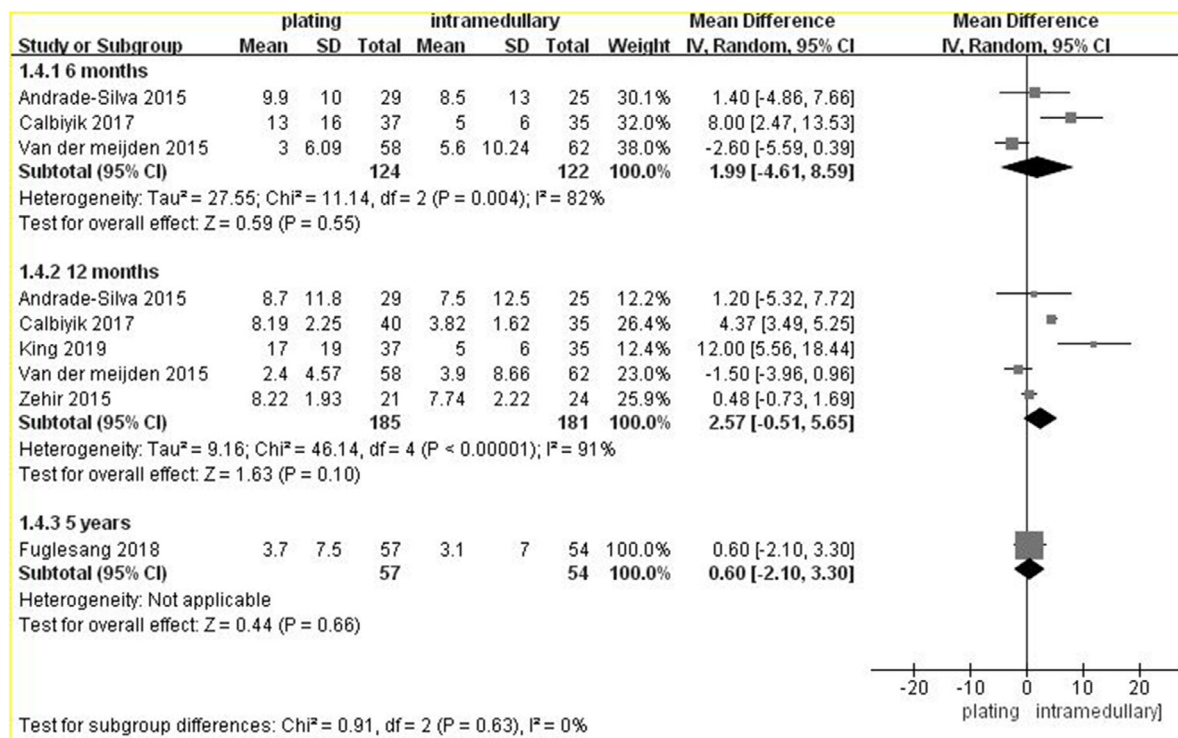 plating intramedullary Mean Difference Mean Difference
Study or Subgroup Mean SD Total Mean SD Total Weight IV, Random, 95% CI IV, Random, 95% CI
1.4.1 6 months
Andrade-Silva 2015 9.9 10 29 8.5 13 25 30.1% 1.40 [-4.86, 7.66]
Calbiyik 2017 13 16 37 5 6 35 32.0% 8.00 [2.47, 13.53]
Van der meijden 2015 3 6.09 58 5.6 10.24 62 38.0% -2.60 [-5.59, 0.39]
Subtotal (95% CI) 124 122 100.0% 1.99 [-4.61, 8.59]
Heterogeneity: Tau² = 27.55; Chi² = 11.14, df = 2 (P = 0.004); I² = 82%
Test for overall effect: Z = 0.59 (P = 0.55)
1.4.2 12 months
Andrade-Silva 2015 8.7 11.8 29 7.5 12.5 25 12.2% 1.20 [-5.32, 7.72]
Calbiyik 2017 8.19 2.25 40 3.82 1.62 35 26.4% 4.37 [3.49, 5.25]
King 2019 17 19 37 5 6 35 12.4% 12.00 [5.56, 18.44]
Van der meijden 2015 2.4 4.57 58 3.9 8.66 62 23.0% -1.50 [-3.96, 0.96]
Zehir 2015 8.22 1.93 21 7.74 2.22 24 25.9% 0.48 [-0.73, 1.69]
Subtotal (95% CI) 185 181 100.0% 2.57 [-0.51, 5.65]
Heterogeneity: Tau² = 9.16; Chi² = 46.14, df = 4 (P < 0.00001); I² = 91%
Test for overall effect: Z = 1.63 (P = 0.10)
1.4.3 5 years
Fuglesang 2018 3.7 7.5 57 3.1 7 54 100.0% 0.60 [-2.10, 3.30]
Subtotal (95% CI) 57 54 100.0% 0.60 [-2.10, 3.30]
Heterogeneity: Not applicable
Test for overall effect: Z = 0.44 (P = 0.66)
-20 -10 0 10 20
plating intramedullary]
Test for subgroup differences: Chi² = 0.91, df = 2 (P = 0.63), I² = 0%